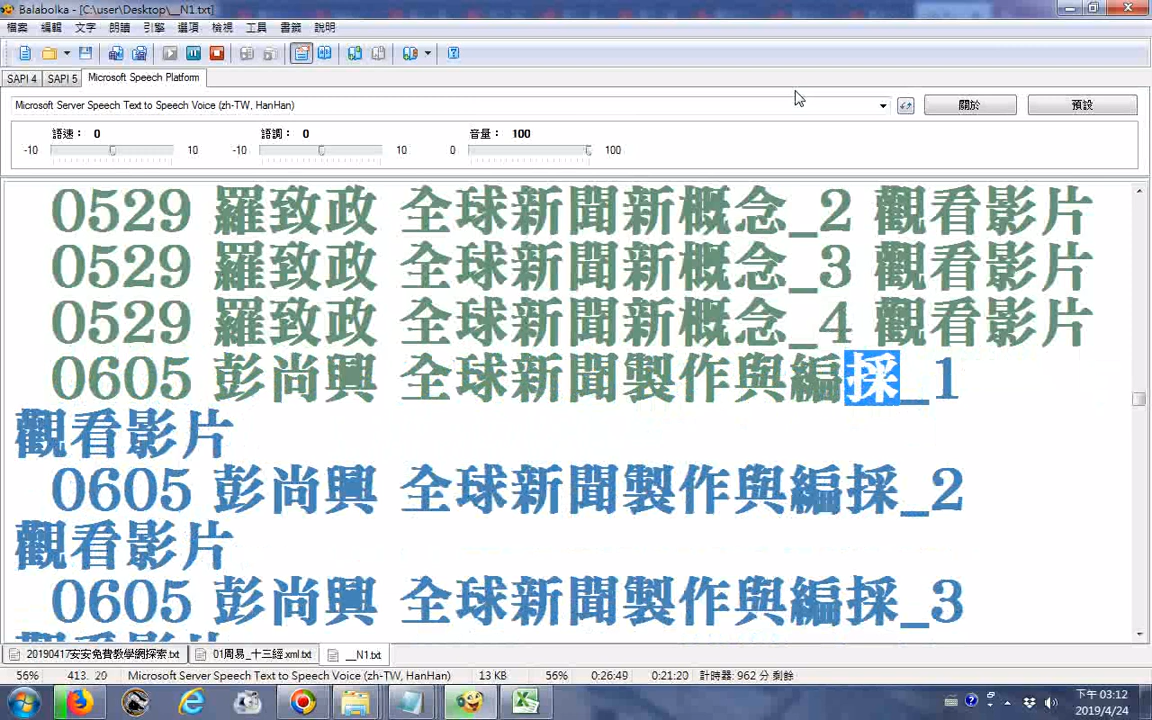 Balabolka - [C:\user\Desktop\__N1.txt]
檔案 編輯 文字 朗讀 引擎 選項 檢視 工具 書籤 說明
SAPI 4 SAPI 5 Microsoft Speech Platform
Microsoft Server Speech Text to Speech Voice (zh-TW, HanHan) 關於 預設
語速： 0 語調： 0 音量： 100
-10 10 -10 10 0 100
0529 羅致政 全球新聞新概念_2 觀看影片
0529 羅致政 全球新聞新概念_3 觀看影片
0529 羅致政 全球新聞新概念_4 觀看影片
0605 彭尚興 全球新聞製作與編採_1
觀看影片
0605 彭尚興 全球新聞製作與編採_2
觀看影片
0605 彭尚興 全球新聞製作與編採_3
觀看影片
20190417安安免費教學網探索.txt 01周易_十三經.xml.txt __N1.txt
56% 413. 20 Microsoft Server Speech Text to Speech Voice (zh-TW, HanHan) 13 KB 56% 0:26:49 0:21:20 計時器: 962 分 剩餘
下午 03:12
2019/4/24